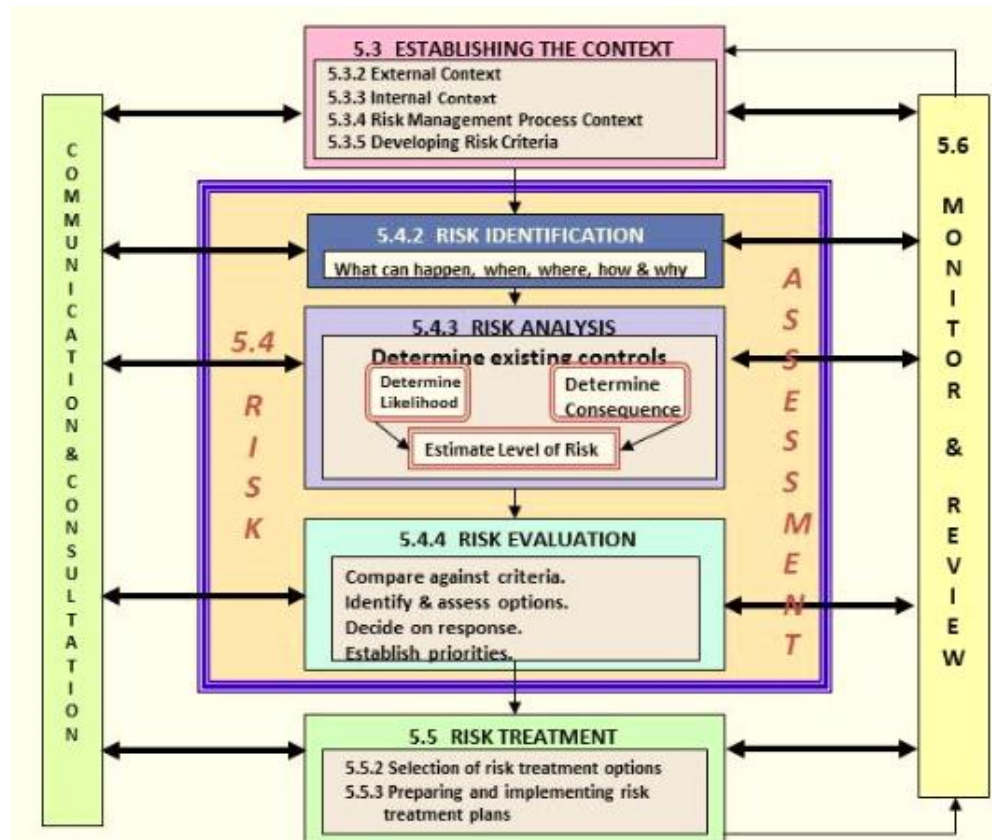 5.3 ESTABLISHING THE CONTEXT
5.3.2 External Context
5.3.3 Internal Context
5.3.4 Risk Management Process Context
5.3.5 Developing Risk Criteria
COMMUNICATION & CONSULTATION
5.4 RISK
5.4.2 RISK IDENTIFICATION
What can happen, when, where, how & why
5.4.3 RISK ANALYSIS
Determine existing controls
Determine
Likelihood
Determine
Consequence
Estimate Level of Risk
5.4.4 RISK EVALUATION
Compare against criteria.
Identify & assess options.
Decide on response.
Establish priorities.
ASSESSMENT
5.5 RISK TREATMENT
5.5.2 Selection of risk treatment options
5.5.3 Preparing and implementing risk
treatment plans
5.6 MONITOR & REVIEW